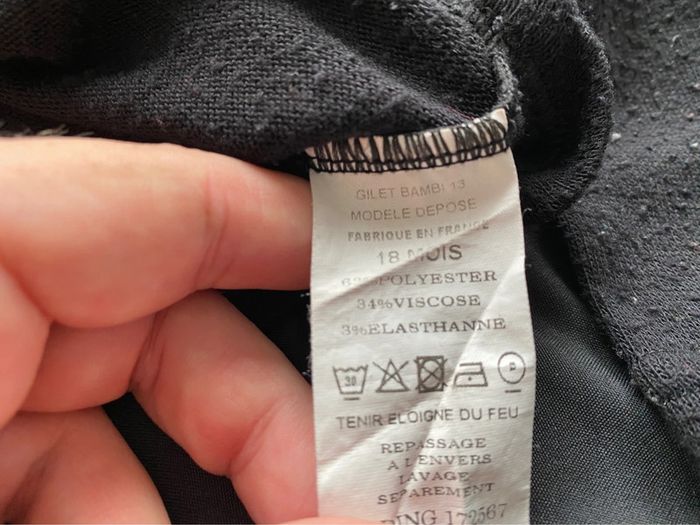 GILET BAMBI 13
MODELE DEPOSE
FABRIQUE EN FRANCE
18 MOIS
POLYESTER
34%VISCOSE
3%ELASTHANNE
30 P
TENIR ELOIGNE DU FEU
REPASSAGE
A L'ENVERS
LAVAGE
SEPAREMENT
172567